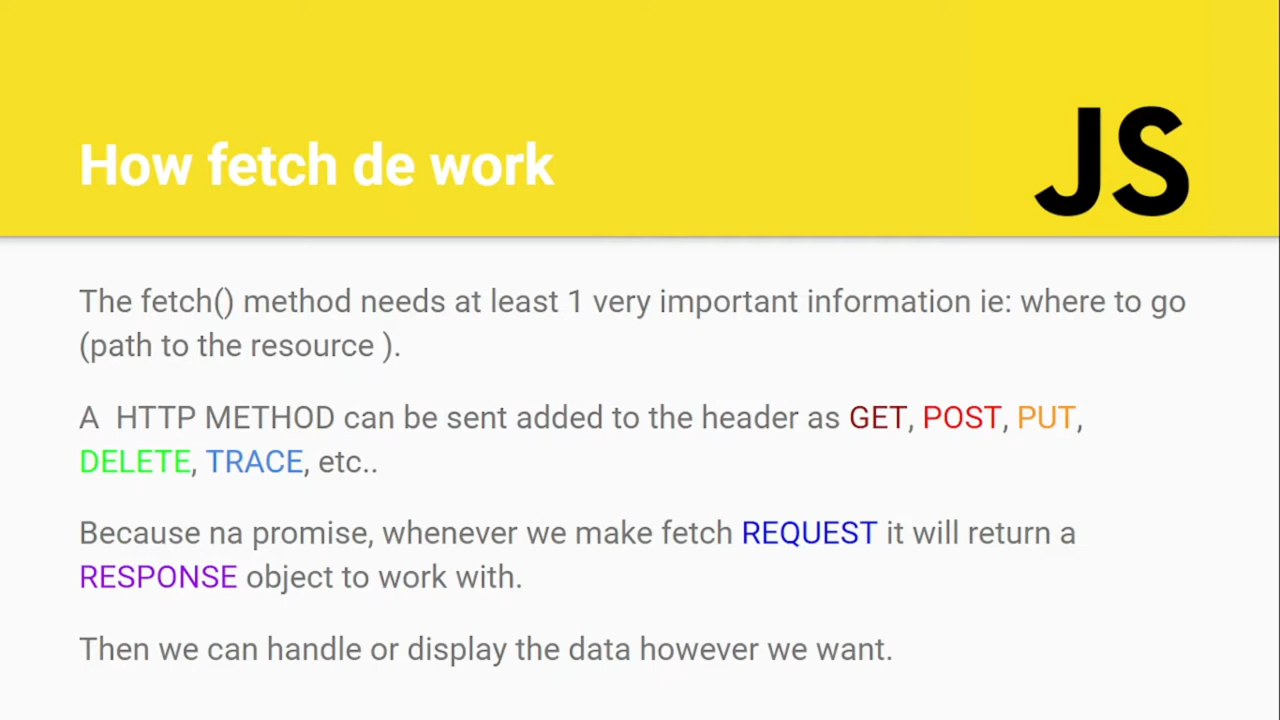 JS
How fetch de work
The fetch() method needs at least 1 very important information ie: where to go
(path to the resource ).
A  HTTP METHOD can be sent added to the header as GET, POST, PUT,
DELETE, TRACE, etc..
Because na promise, whenever we make fetch REQUEST it will return a
RESPONSE object to work with.
Then we can handle or display the data however we want.